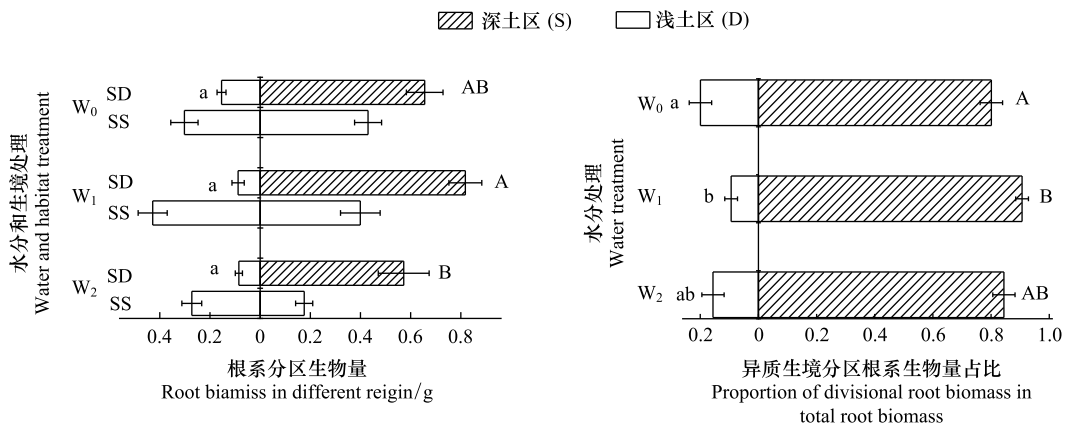 深土区 (S)
浅土区 (D)
水分和生境处理
Water and habitat treatment
W0
SD
a
AB
SS
W1
SD
a
A
SS
W2
SD
a
B
SS
0.4
0.2
0
0.2
0.4
0.6
0.8
根系分区生物量
Root biamiss in different reigin/g
水分处理
Water treatment
W0
a
A
W1
b
B
W2
ab
AB
0.2
0
0.2
0.4
0.6
0.8
1.0
异质生境分区根系生物量占比
Proportion of divisional root biomass in
total root biomass